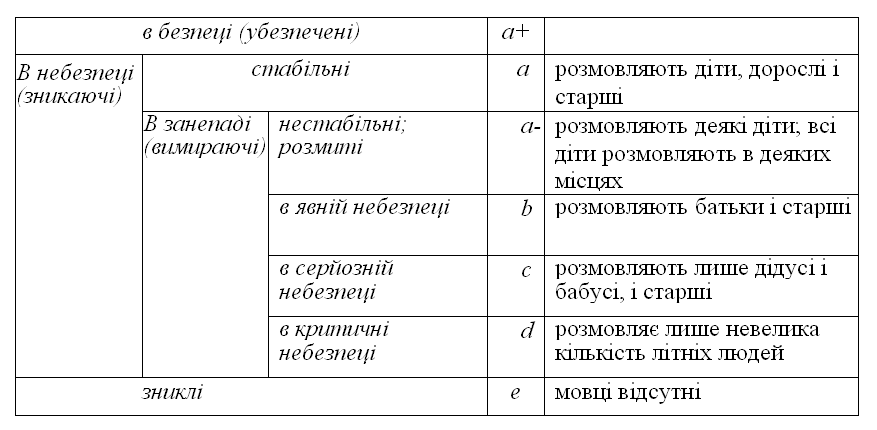 в безпеці (убезпечені) a+
В небезпеці
(зникаючі)
стабільні a розмовляють діти, дорослі і
старші
В занепаді
(вимираючі)
нестабільні; a- розмовляють деякі діти; всі
розмиті діти розмовляють в деяких
місцях
в явній небезпеці b розмовляють батьки і старші
в серйозній c розмовляють лише дідусі і
небезпеці бабусі, і старші
в критичні d розмовляє лише невелика
небезпеці кількість літніх людей
зниклі e мовці відсутні